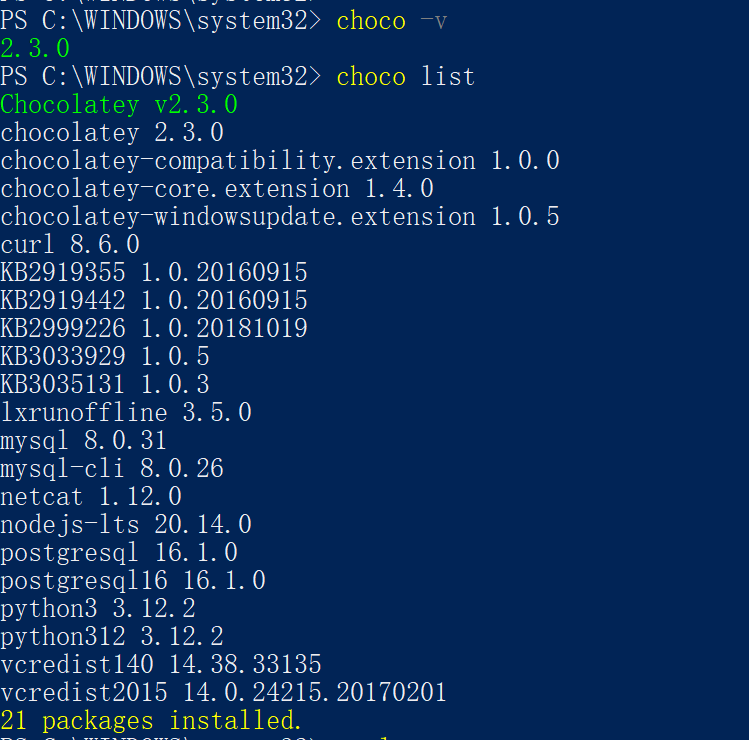 PS C:\WINDOWS\system32> choco -v
2.3.0
PS C:\WINDOWS\system32> choco list
Chocolatey v2.3.0
chocolatey 2.3.0
chocolatey-compatibility.extension 1.0.0
chocolatey-core.extension 1.4.0
chocolatey-windowsupdate.extension 1.0.5
curl 8.6.0
KB2919355 1.0.20160915
KB2919442 1.0.20160915
KB2999226 1.0.20181019
KB3033929 1.0.5
KB3035131 1.0.3
lxrunoffline 3.5.0
mysql 8.0.31
mysql-cli 8.0.26
netcat 1.12.0
nodejs-lts 20.14.0
postgresql 16.1.0
postgresql16 16.1.0
python3 3.12.2
python312 3.12.2
vcredist140 14.38.33135
vcredist2015 14.0.24215.20170201
21 packages installed.